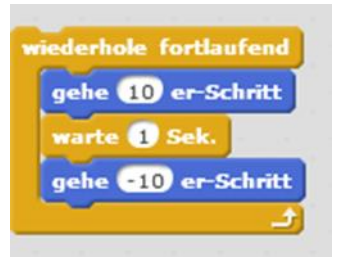 wiederhole fortlaufend
gehe 10 er-Schritt
warte 1 Sek.
gehe -10 er-Schritt